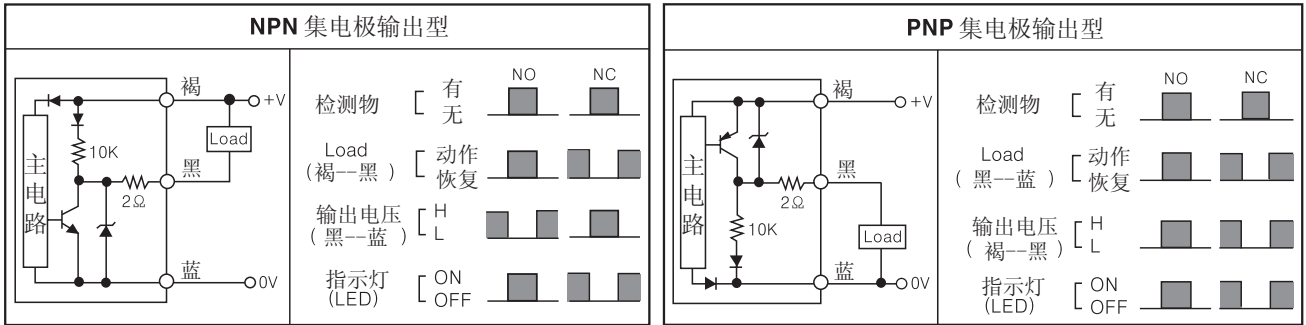 NPN 集电极输出型
褐
+V
Load
10K
黑
2Ω
主电路
蓝
0V
NO
NC
检测物
有
无
Load
(褐--黑)
动作
恢复
输出电压
(黑--蓝)
H
L
指示灯
(LED)
ON
OFF
PNP 集电极输出型
褐
+V
主电路
黑
2Ω
10K
Load
蓝
0V
NO
NC
检测物
有
无
Load
(黑--蓝)
动作
恢复
输出电压
(褐--黑)
H
L
指示灯
(LED)
ON
OFF